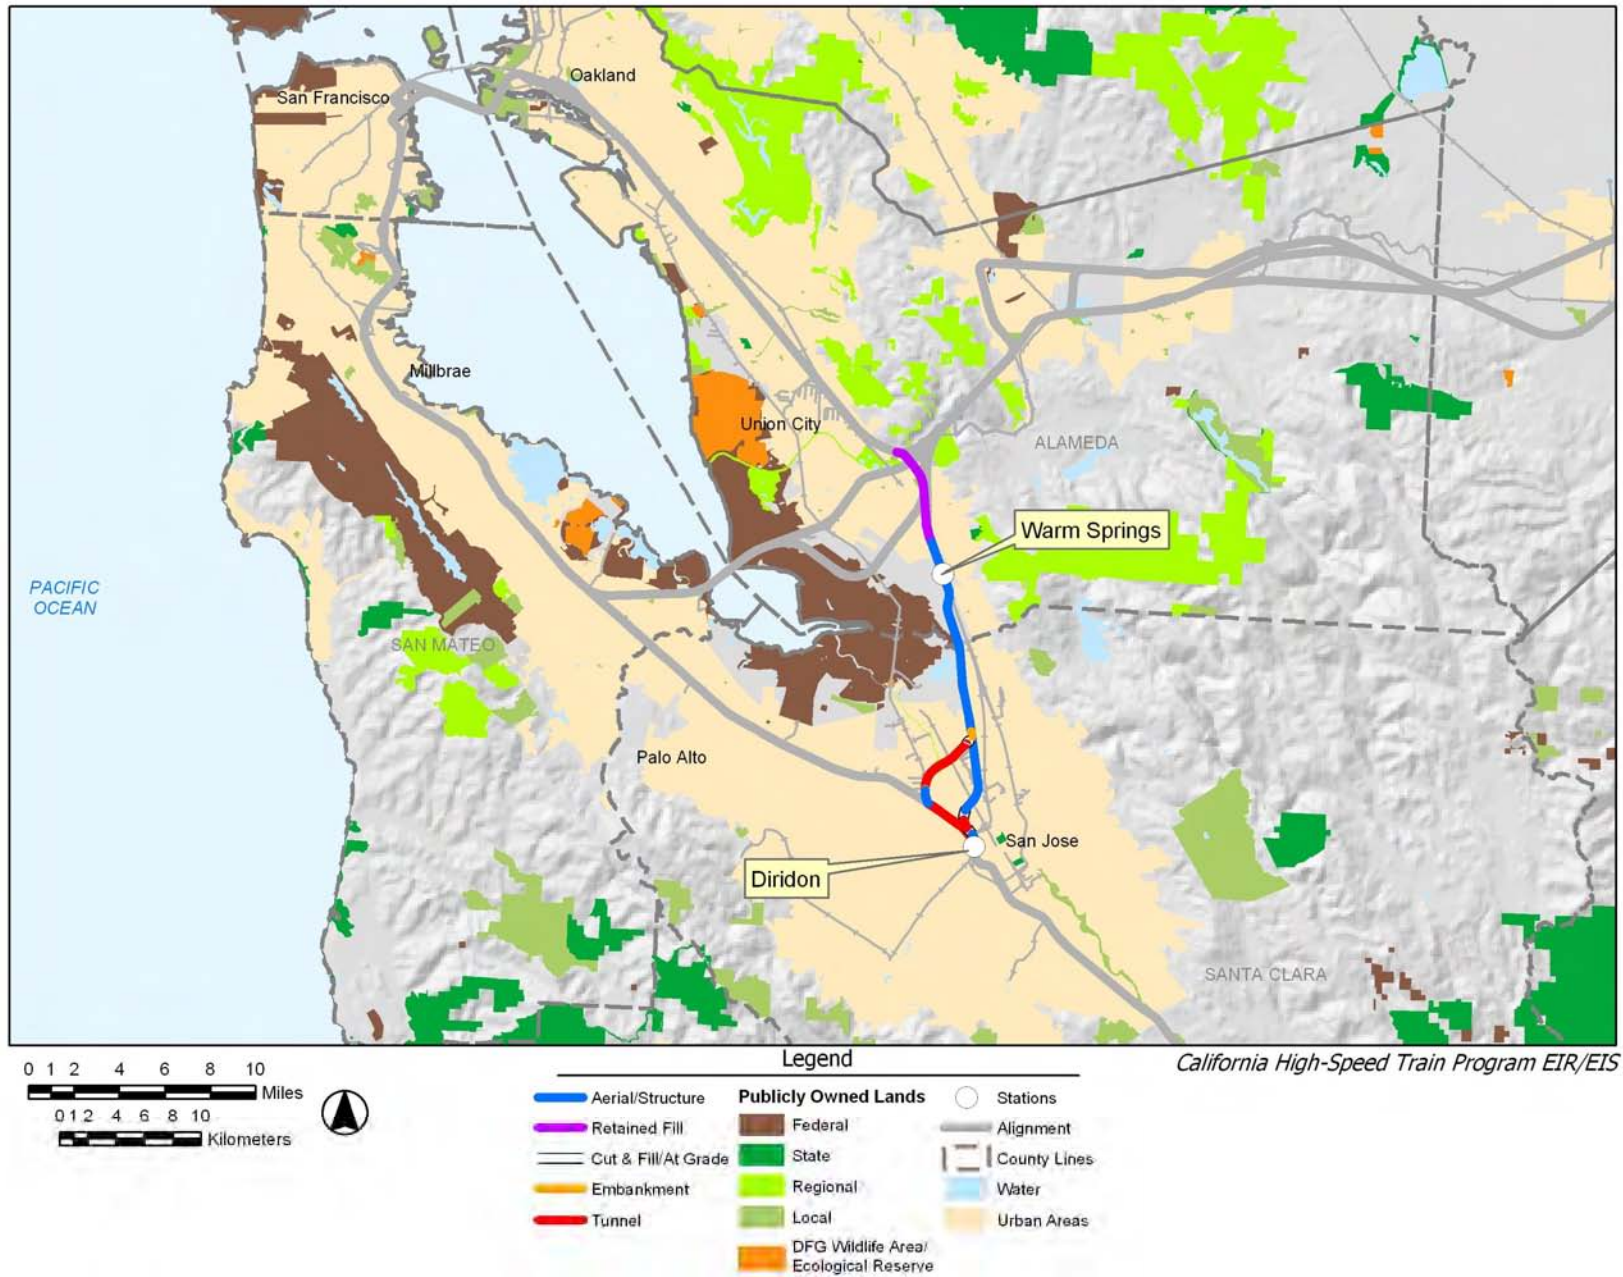 Oakland
San Francisco
Millbrae
Union City
ALAMEDA
Warm Springs
PACIFIC
OCEAN
SAN MATEO
Palo Alto
San Jose
Diridon
SANTA CLARA
Legend
California High-Speed Train Program EIR/EIS
0 1 2 4 6 8 10
Miles
0 1 2 4 6 8 10
Kilometers
Aerial/Structure
Retained Fill
Cut & Fill/At Grade
Embankment
Tunnel
Publicly Owned Lands
Federal
State
Regional
Local
DFG Wildlife Area/
Ecological Reserve
Stations
Alignment
County Lines
Water
Urban Areas